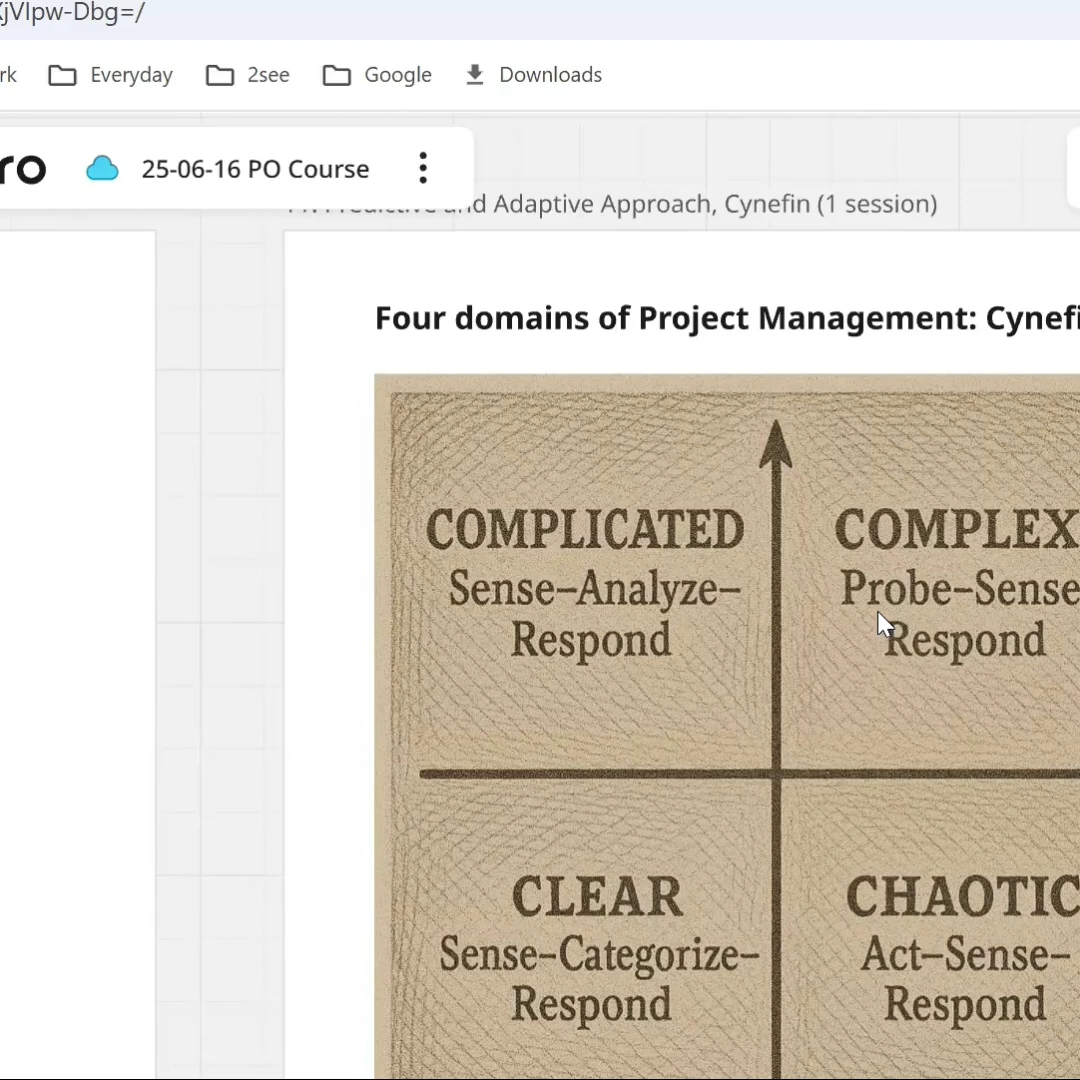 jVIpw-Dbg=/
rk Everyday 2see Google Downloads
ro 25-06-16 PO Course
Predictive and Adaptive Approach, Cynefin (1 session)
Four domains of Project Management: Cynefi
COMPLICATED
Sense–Analyze–
Respond
COMPLEX
Probe–Sense
Respond
CLEAR
Sense–Categorize–
Respond
CHAOTIC
Act–Sense–
Respond